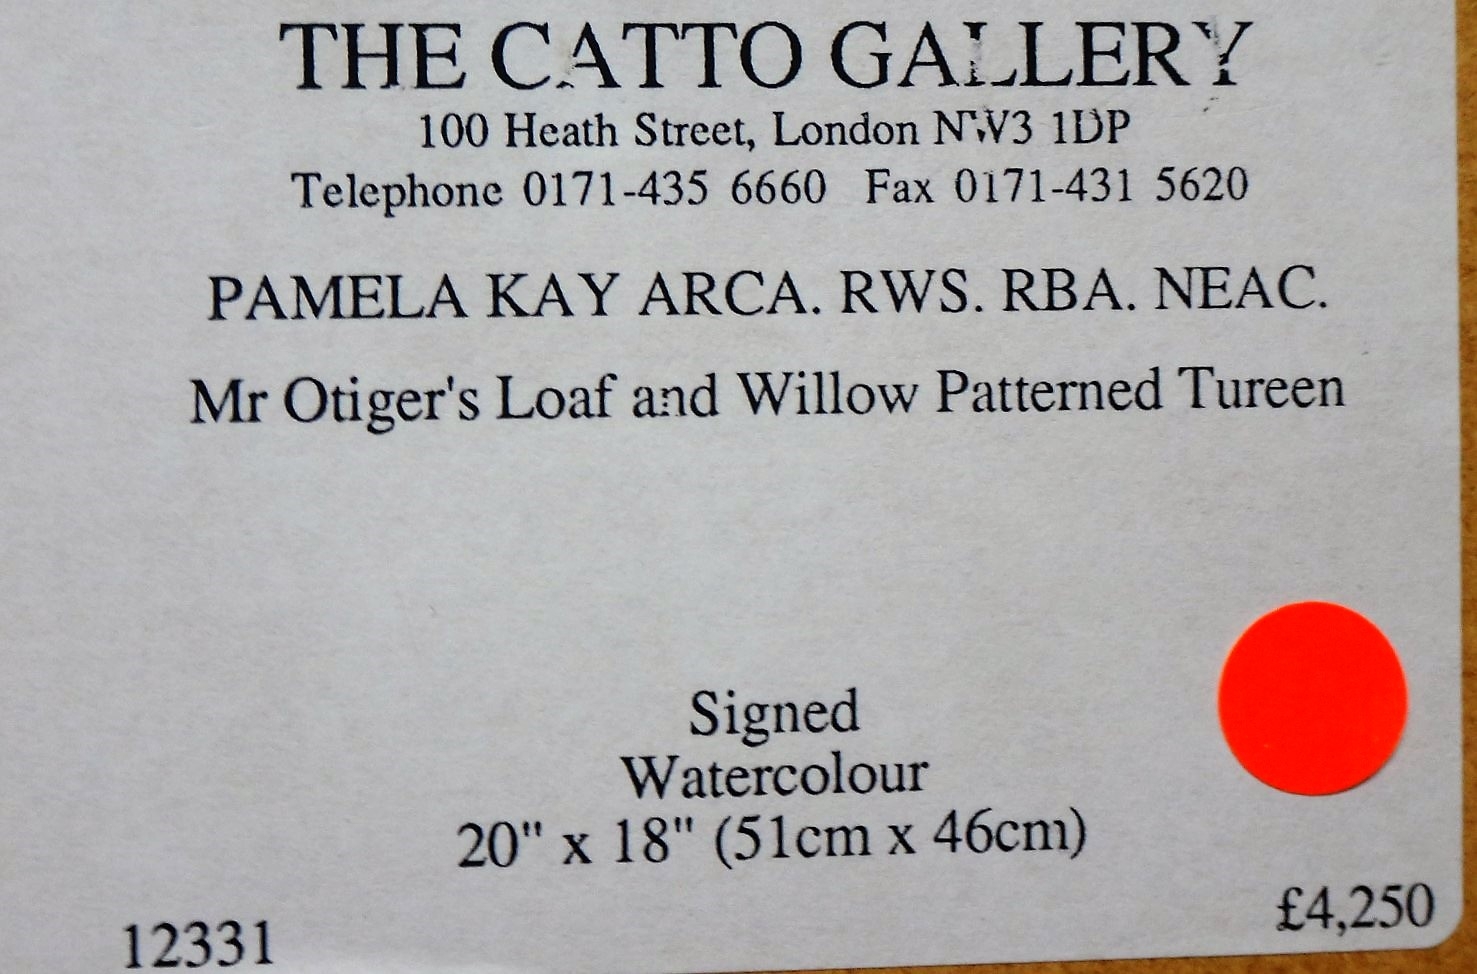 THE CATTO GALLERY
100 Heath Street, London NW3 1DP
Telephone 0171-435 6660 Fax 0171-431 5620
PAMELA KAY ARCA. RWS. RBA. NEAC.
Mr Otiger's Loaf and Willow Patterned Tureen
Signed
Watercolour
20" x 18" (51cm x 46cm)
£4,250
12331